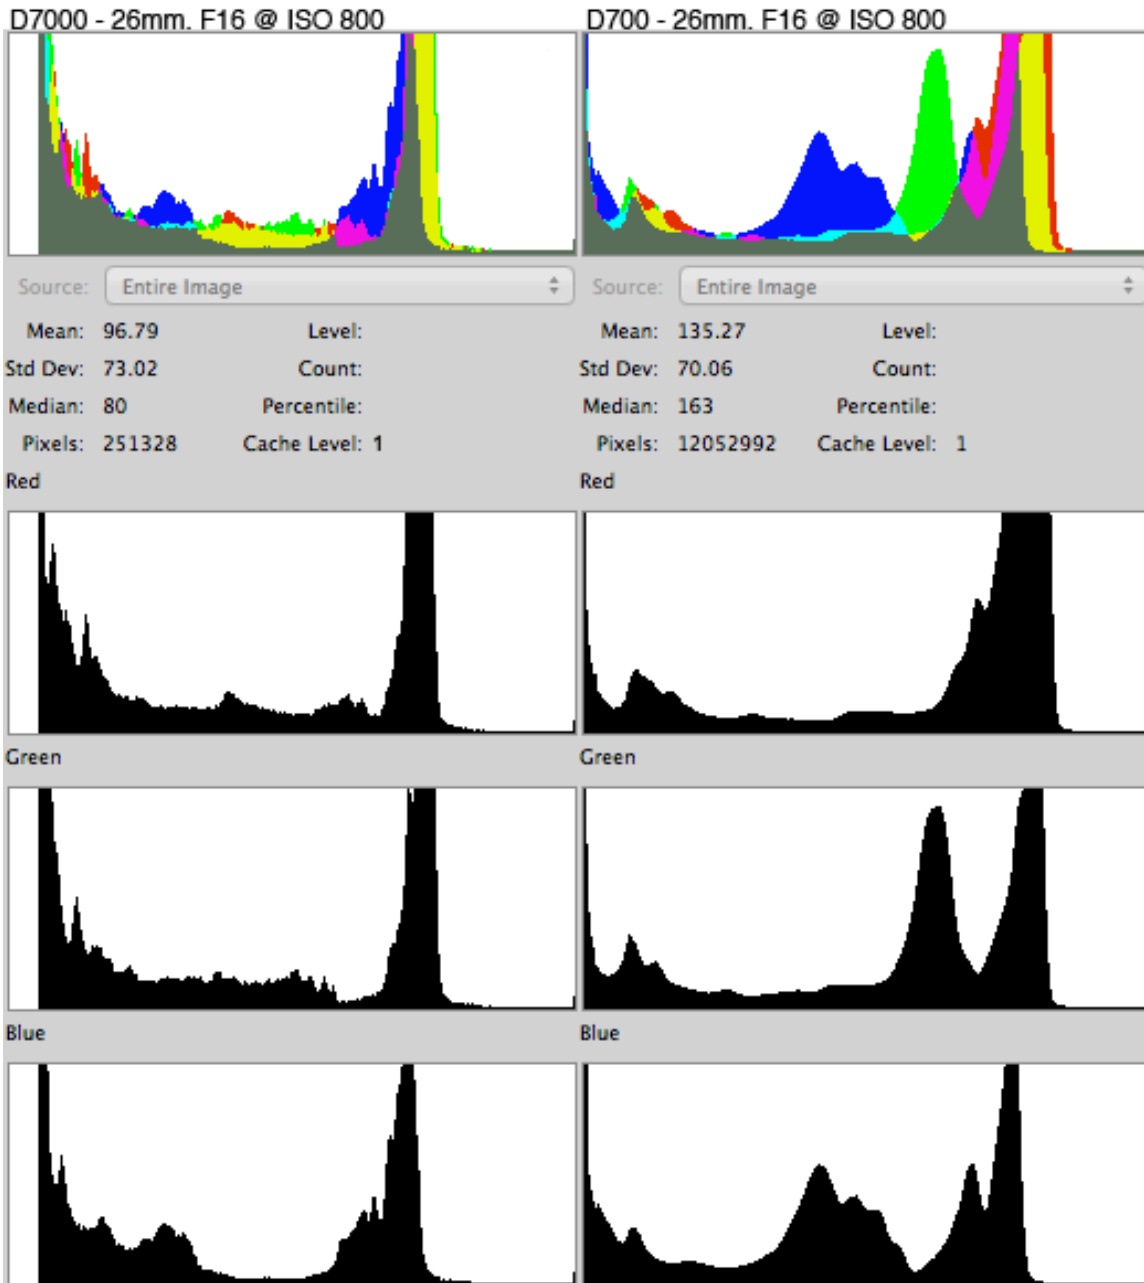 D7000 - 26mm. F16 @ ISO 800
Source: Entire Image
Mean: 96.79 Level:
Std Dev: 73.02 Count:
Median: 80 Percentile:
Pixels: 251328 Cache Level: 1
Red
Green
Blue
D700 - 26mm. F16 @ ISO 800
Source: Entire Image
Mean: 135.27 Level:
Std Dev: 70.06 Count:
Median: 163 Percentile:
Pixels: 12052992 Cache Level: 1
Red
Green
Blue